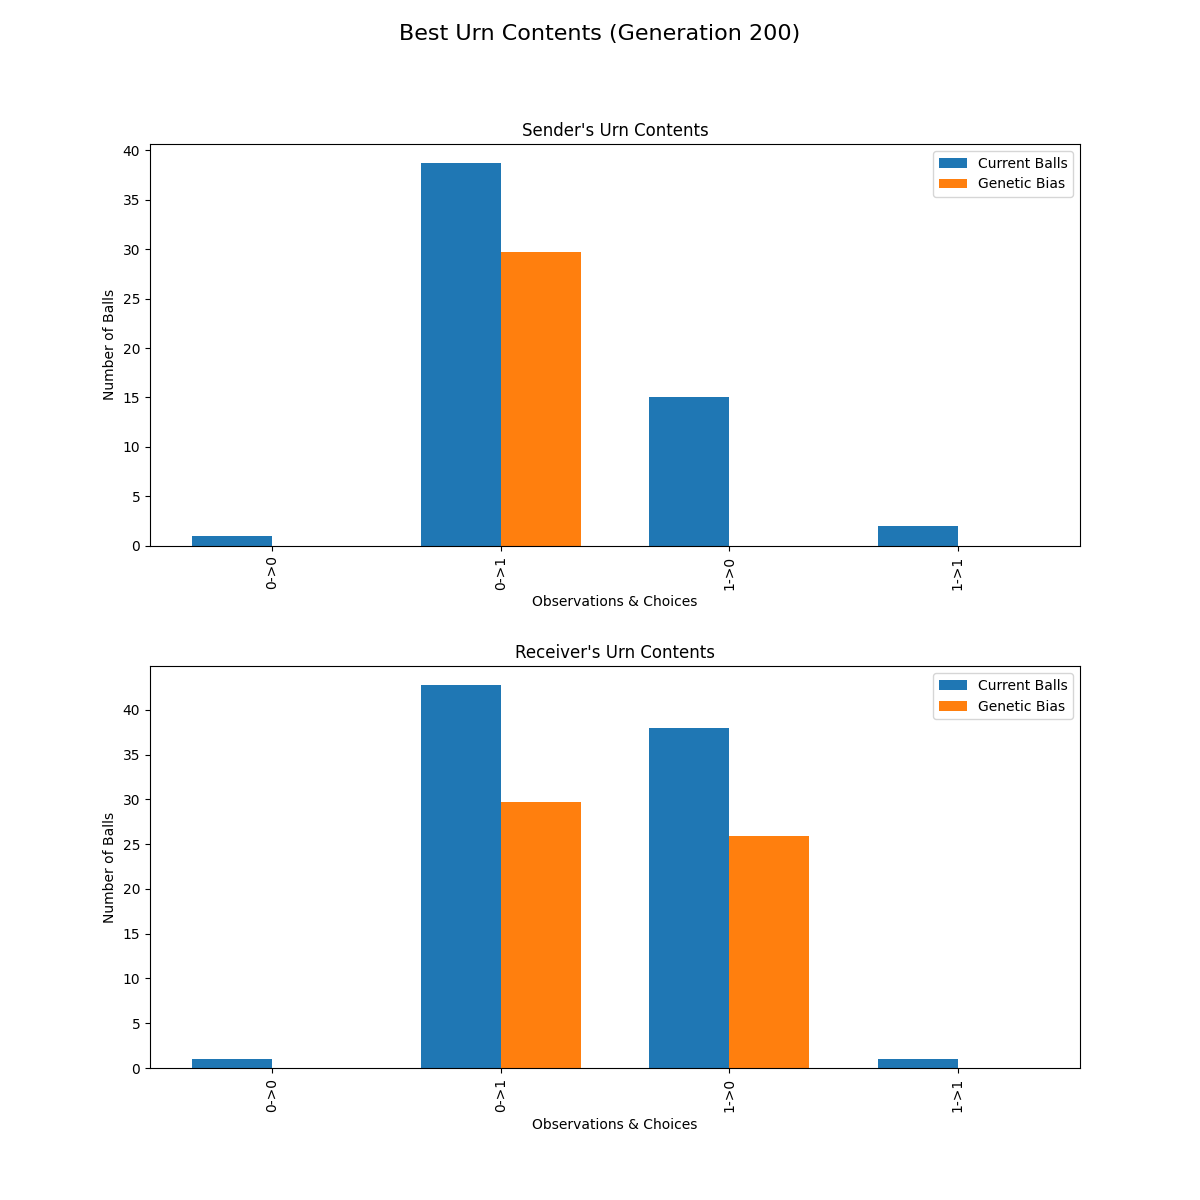 Best Urn Contents (Generation 200)
Sender's Urn Contents
Current Balls
Genetic Bias
Number of Balls
40
35
30
25
20
15
10
5
0
0->0
0->1
1->0
1->1
Observations & Choices
Receiver's Urn Contents
Current Balls
Genetic Bias
Number of Balls
40
35
30
25
20
15
10
5
0
0->0
0->1
1->0
1->1
Observations & Choices